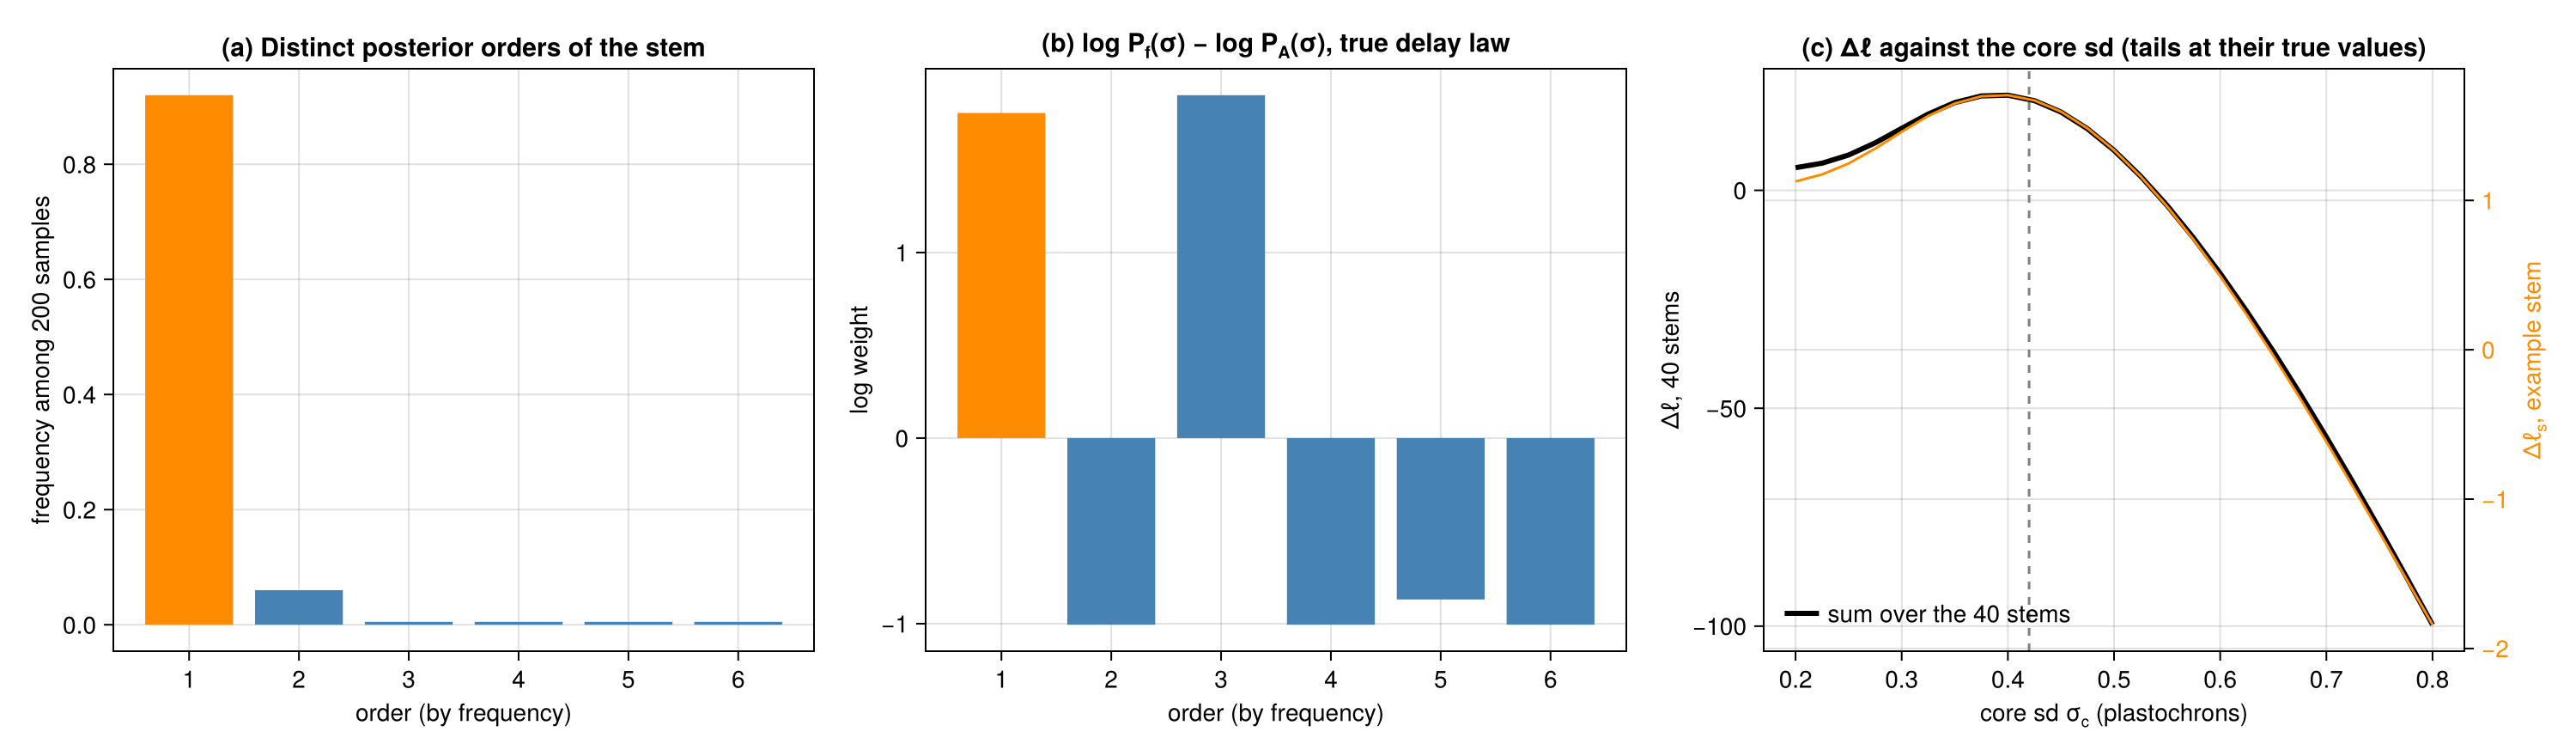 (a) Distinct posterior orders of the stem
frequency among 200 samples
0.8
0.6
0.4
0.2
0.0
1 2 3 4 5 6
order (by frequency)
(b) log P_f(σ) − log P_A(σ), true delay law
log weight
1
0
−1
1 2 3 4 5 6
order (by frequency)
(c) Δℓ against the core sd (tails at their true values)
Δℓ, 40 stems
0
−50
−100
sum over the 40 stems
0.2 0.3 0.4 0.5 0.6 0.7 0.8
core sd σ_c (plastochrons)
1
0
−1
−2
Δℓ_s, example stem